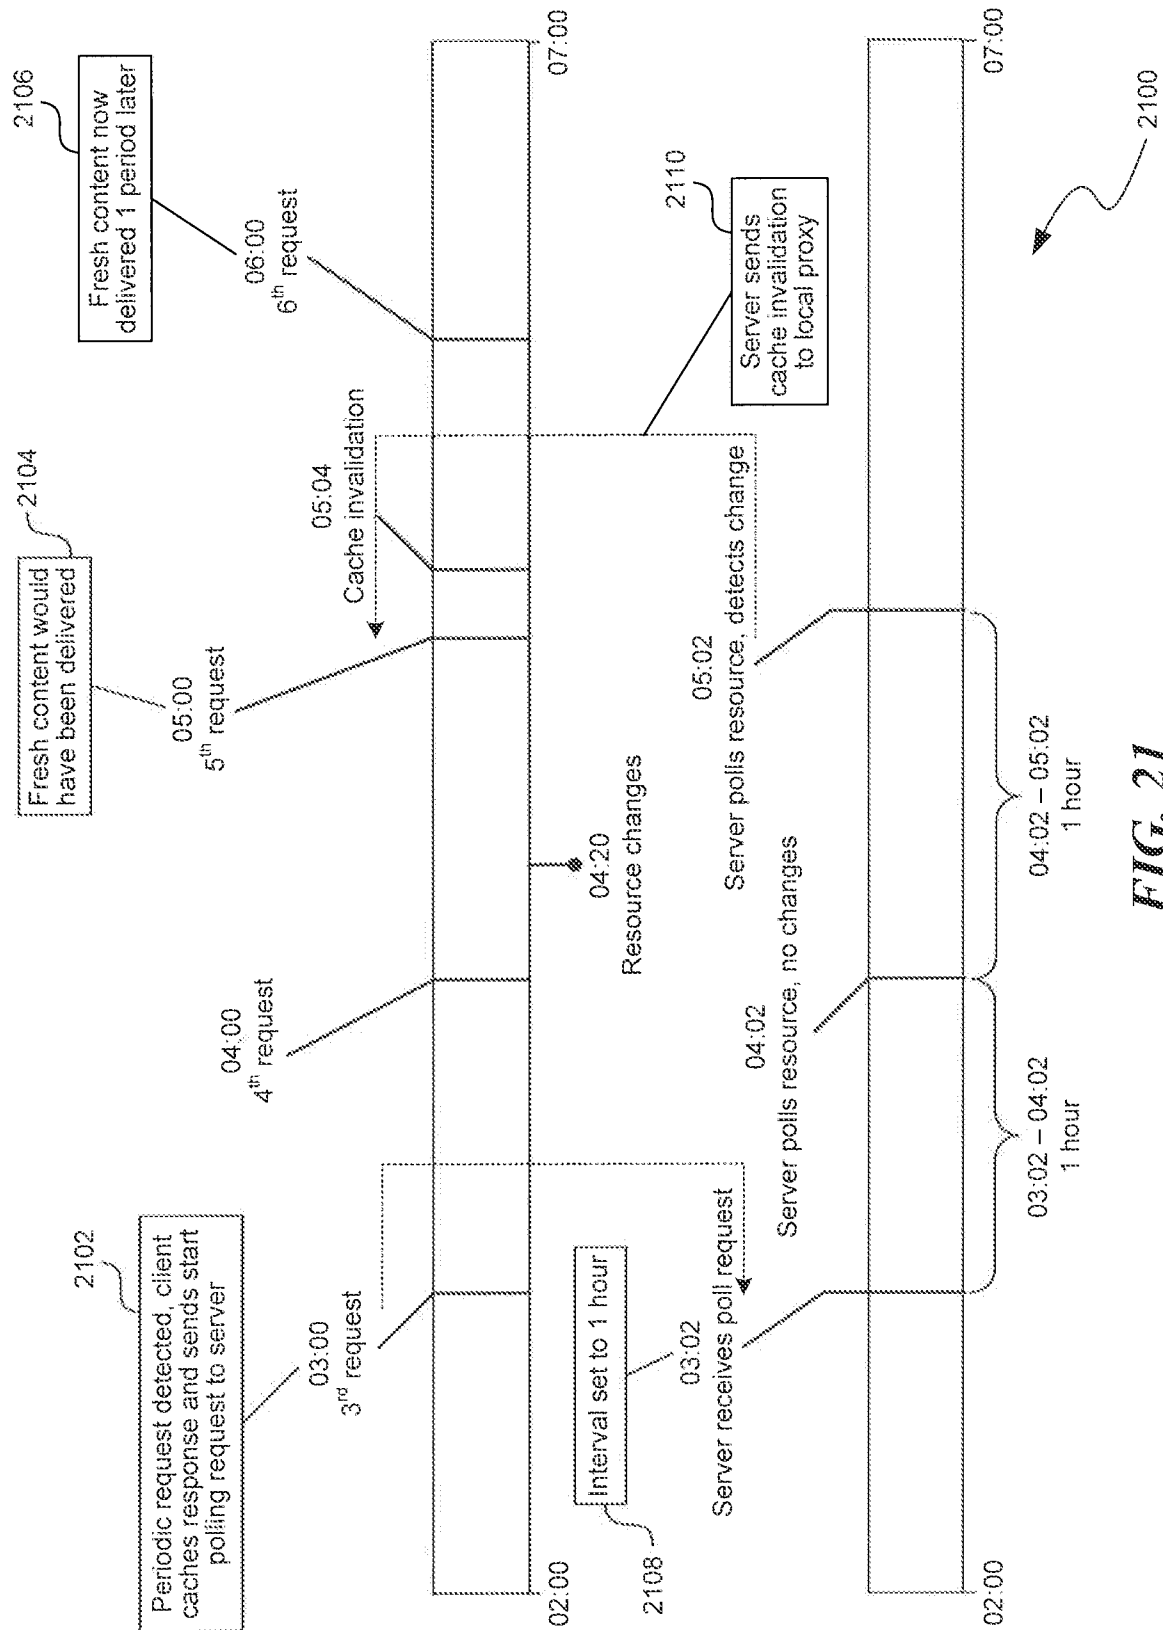 2102
Periodic request detected, client
caches response and sends start
polling request to server
03:00
3rd request
04:00
4th request
2104
Fresh content would
have been delivered
05:00
5th request
05:04
Cache invalidation
2106
Fresh content now
delivered 1 period later
06:00
6th request
02:00
07:00
04:20
Resource changes
2108
Interval set to 1 hour
03:02
Server receives poll request
04:02
Server polls resource, no changes
05:02
Server polls resource, detects change
2110
Server sends
cache invalidation
to local proxy
02:00
07:00
03:02 – 04:02
1 hour
04:02 – 05:02
1 hour
2100
FIG. 21